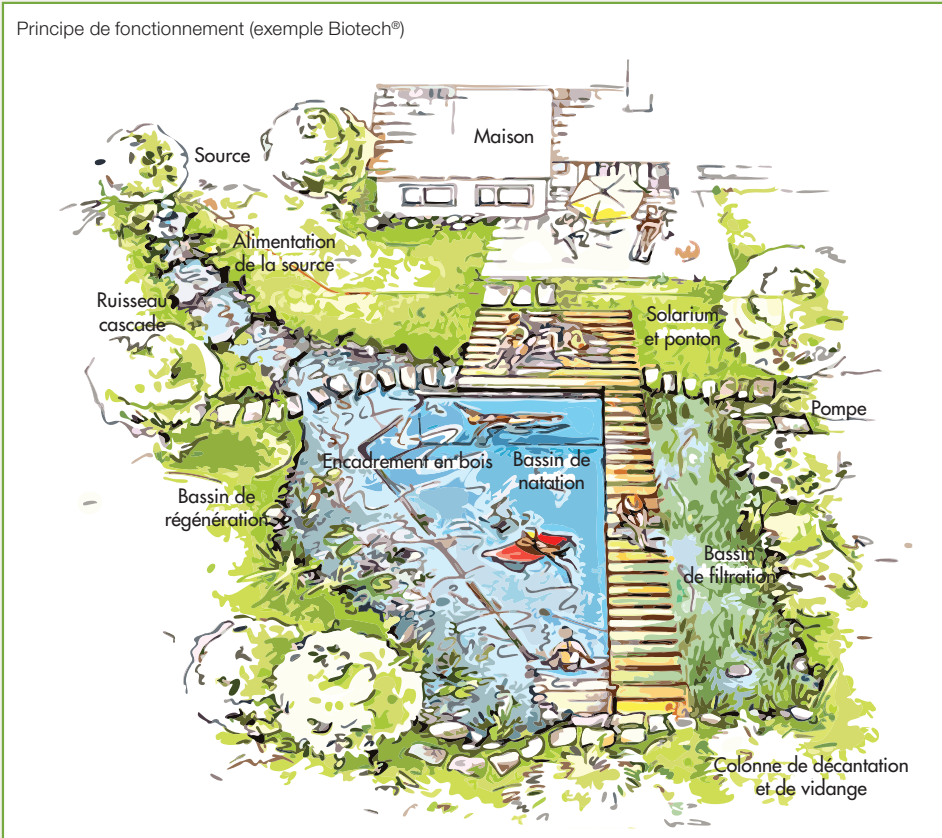 Principe de fonctionnement (exemple Biotech®)
Maison
Source
Alimentation
de la source
Ruisseau
cascade
Solarium
et ponton
Pompe
Encadrement en bois
Bassin de
natation
Bassin de
régénération
Bassin
de filtration
Colonne de décantation
et de vidange